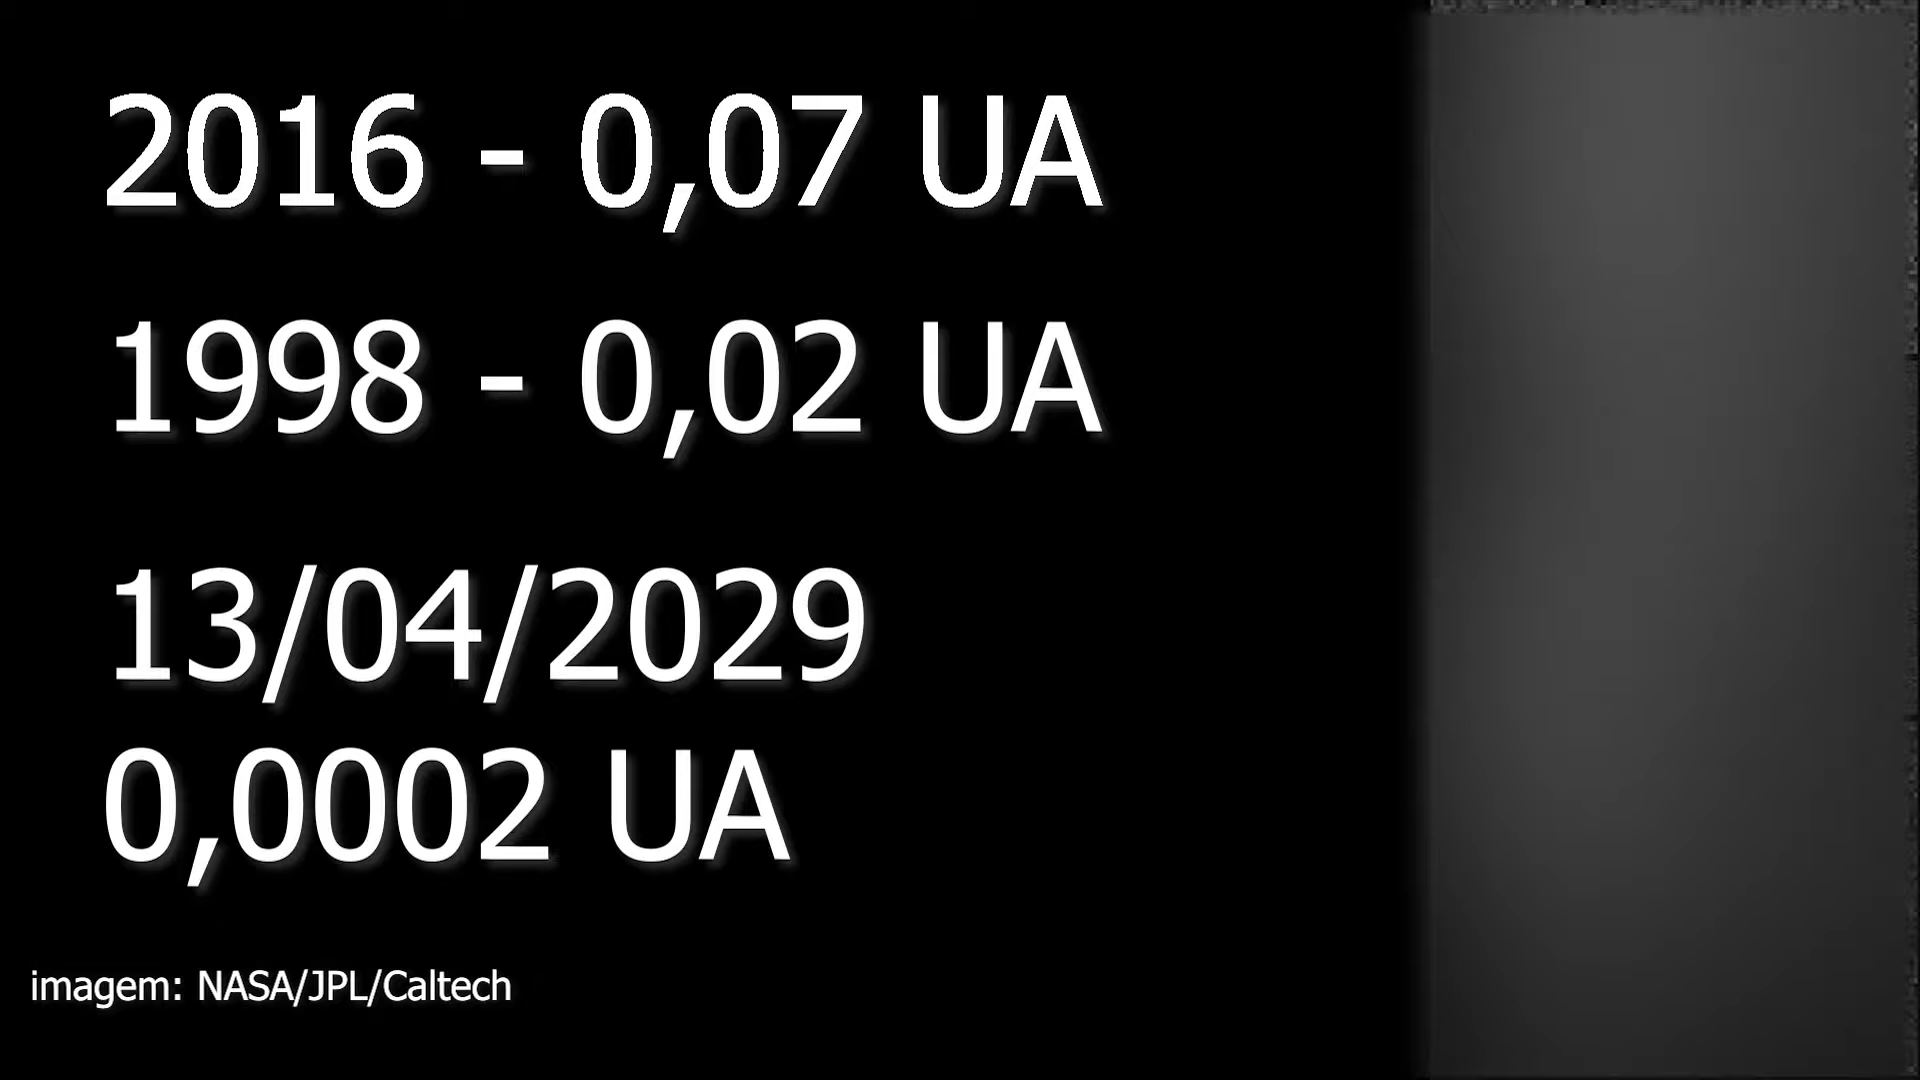 2016 - 0,07 UA
1998 - 0,02 UA
13/04/2029
0,0002 UA
imagem: NASA/JPL/Caltech